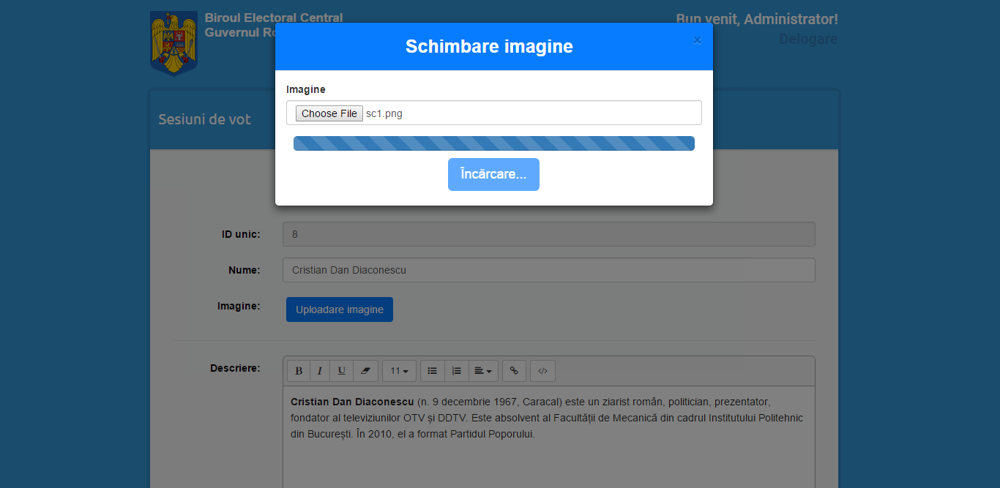 Biroul Electoral Central
Guvernul Ro
Bun venit, Administrator!
Delogare
Schimbare imagine
×
Imagine
Choose File sc1.png
Încărcare...
Sesiuni de vot
ID unic: 8
Nume: Cristian Dan Diaconescu
Imagine: Uploadare imagine
Descriere:
B I U 11 </>
Cristian Dan Diaconescu (n. 9 decembrie 1967, Caracal) este un ziarist român, politician, prezentator,
fondator al televiziunilor OTV și DDTV. Este absolvent al Facultății de Mecanică din cadrul Institutului Politehnic
din București. În 2010, el a format Partidul Poporului.